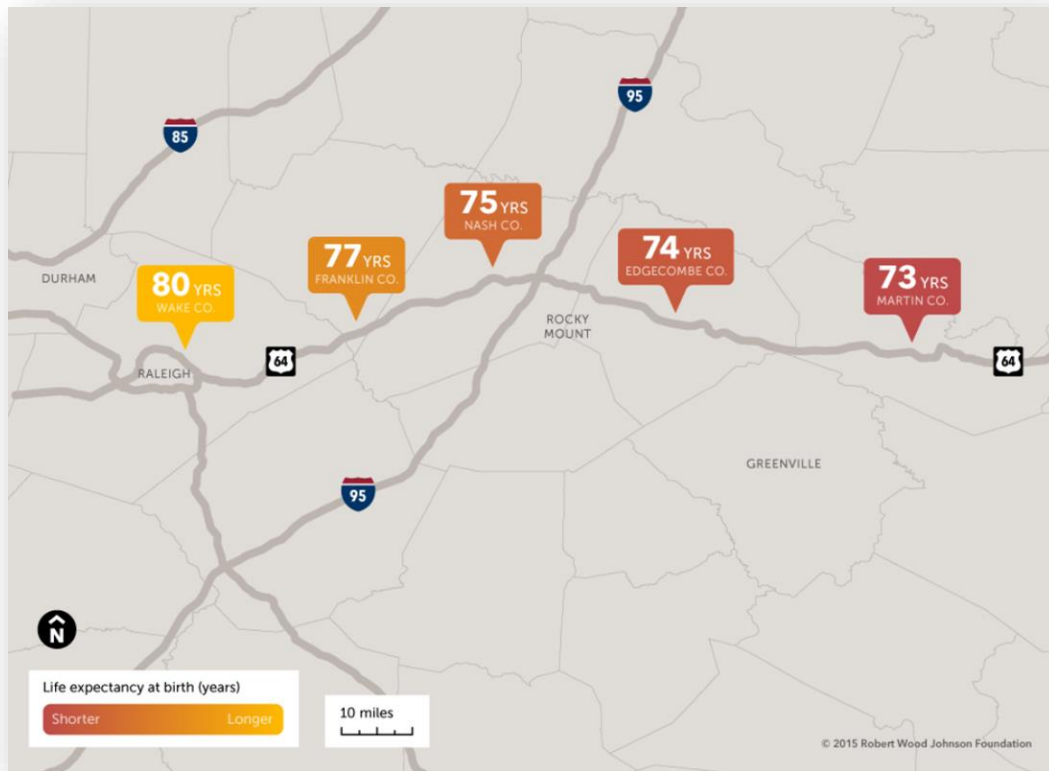 95
85
75 YRS
NASH CO.
77 YRS
FRANKLIN CO.
74 YRS
EDGECOMBE CO.
80 YRS
WAKE CO.
73 YRS
MARTIN CO.
DURHAM
ROCKY
MOUNT
64
RALEIGH
64
GREENVILLE
95
N
Life expectancy at birth (years)
Shorter Longer
10 miles
© 2015 Robert Wood Johnson Foundation